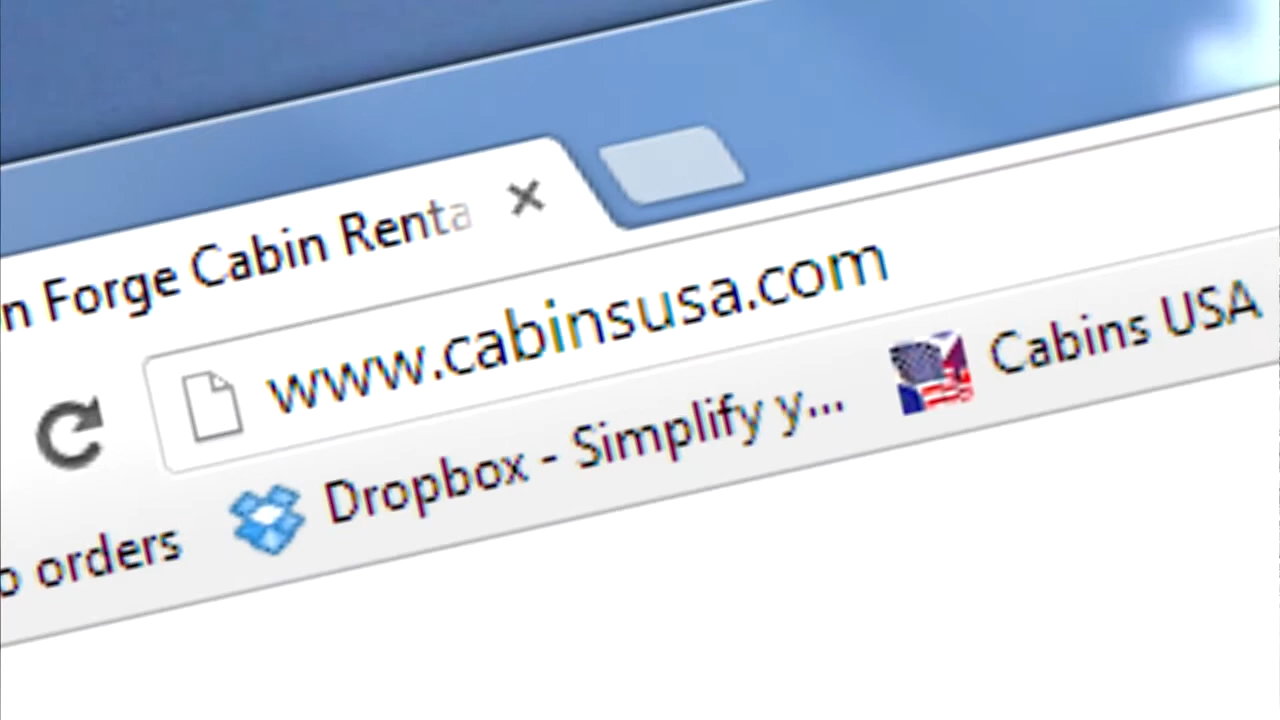 n Forge Cabin Renta
www.cabinsusa.com
o orders
Dropbox - Simplify y...
Cabins USA